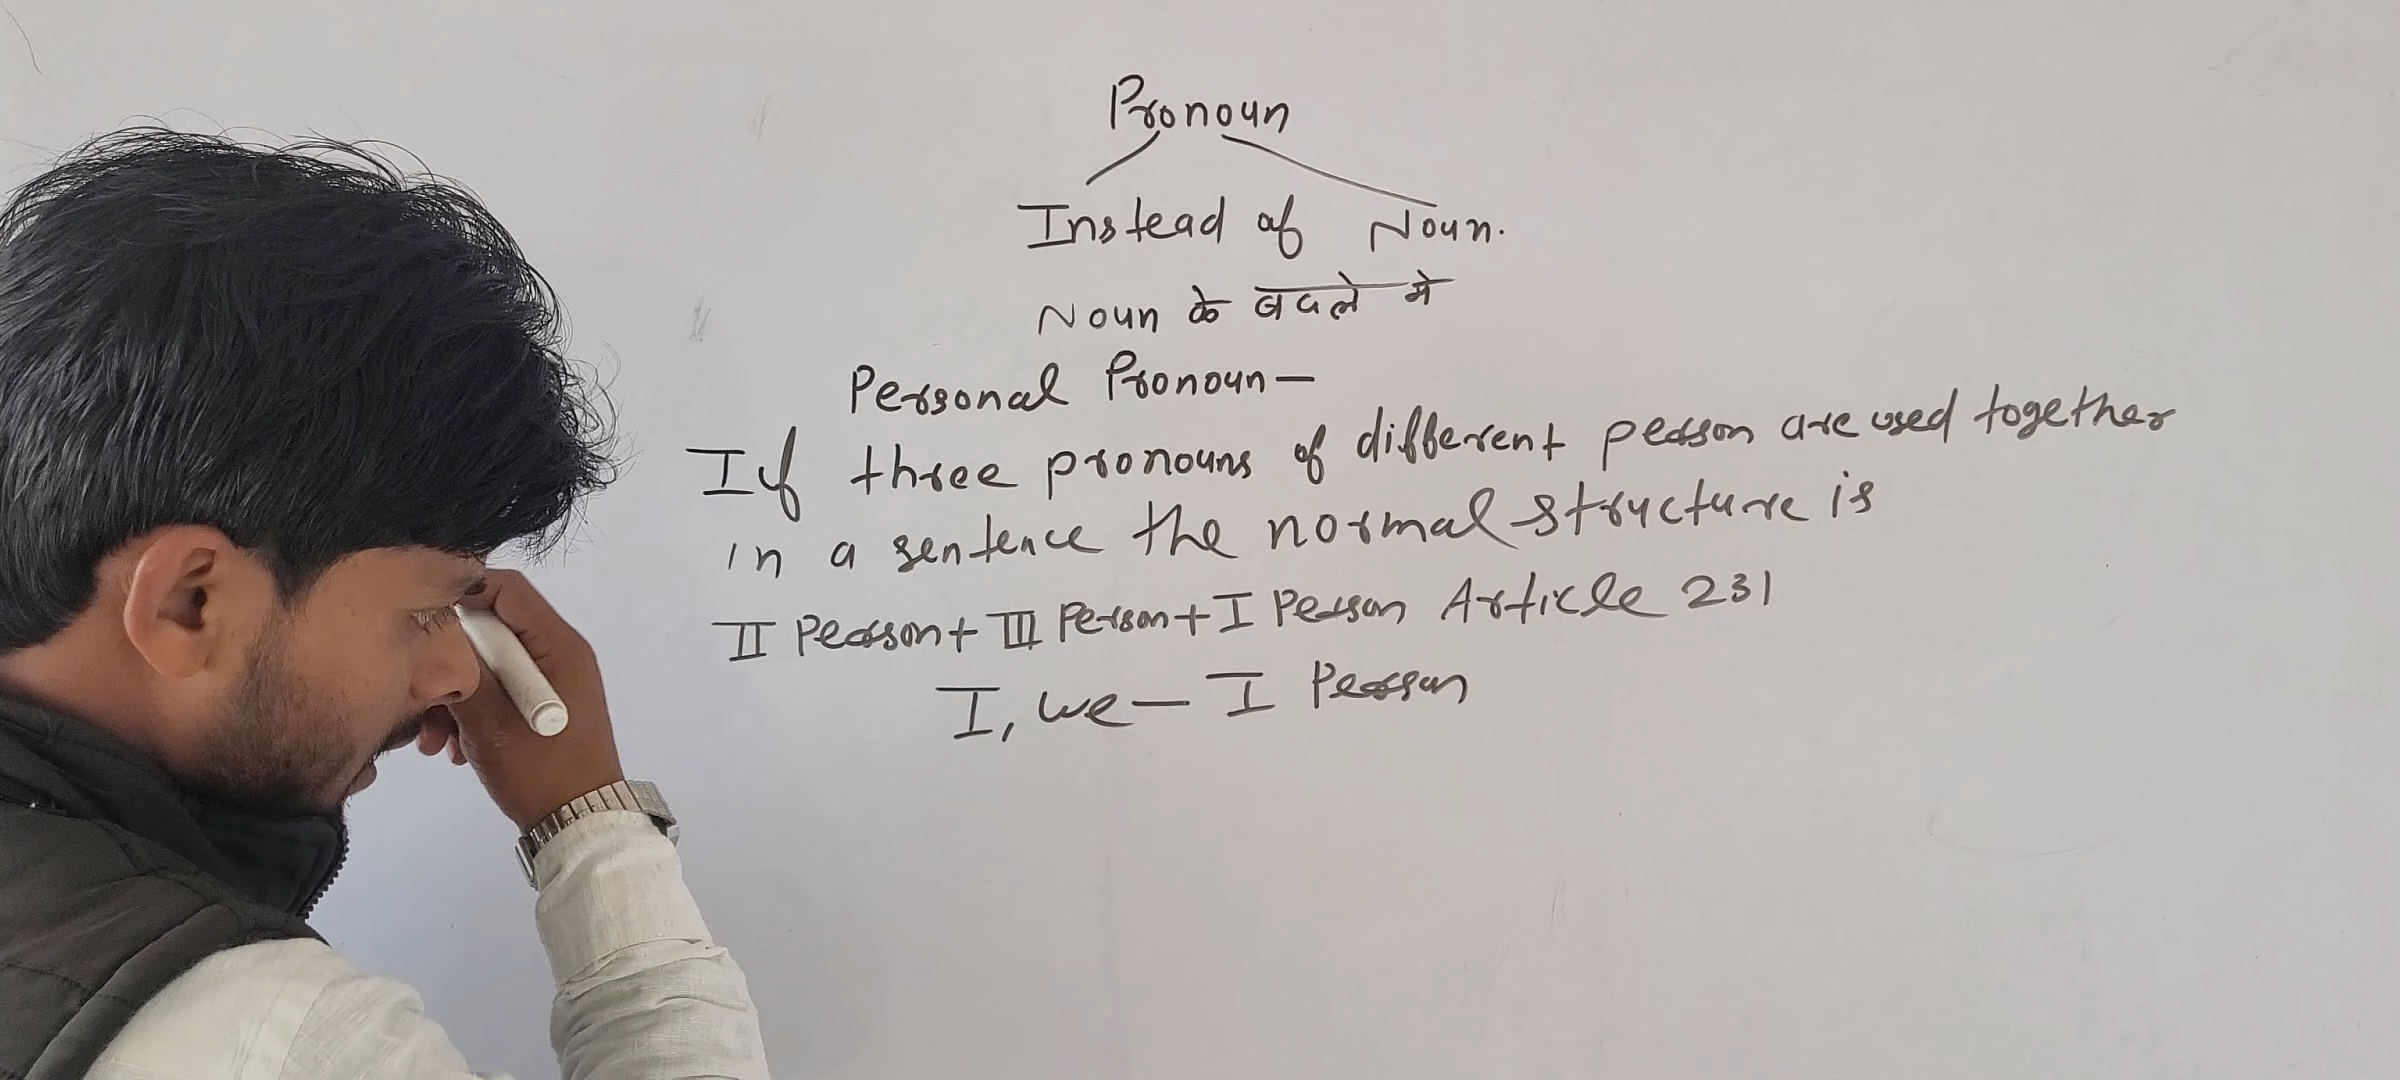 Pronoun
Instead of Noun.
Noun के बदले मे
Personal Pronoun-
If three pronouns of different person are used together
in a sentence the normal structure is
II Person+ III Person+ I Person Article 231
I, we- I Person